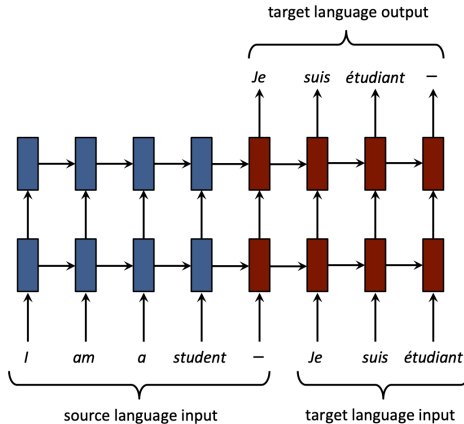 target language output
Je suis étudiant –
I am a student – Je suis étudiant
source language input target language input